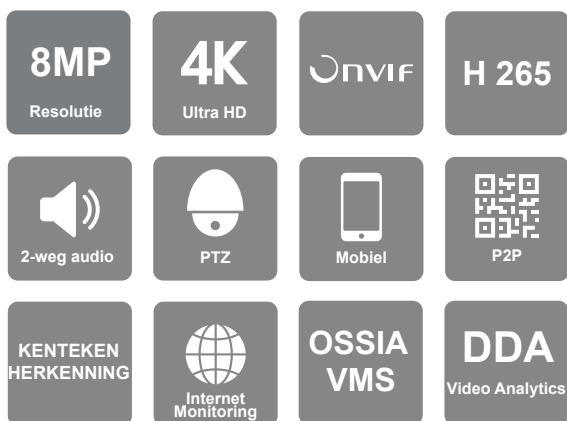 8MP
Resolutie
4K
Ultra HD
ONVIF
H 265
2-weg audio
PTZ
Mobiel
P2P
KENTEKEN
HERKENNING
Internet
Monitoring
OSSIA
VMS
DDA
Video Analytics